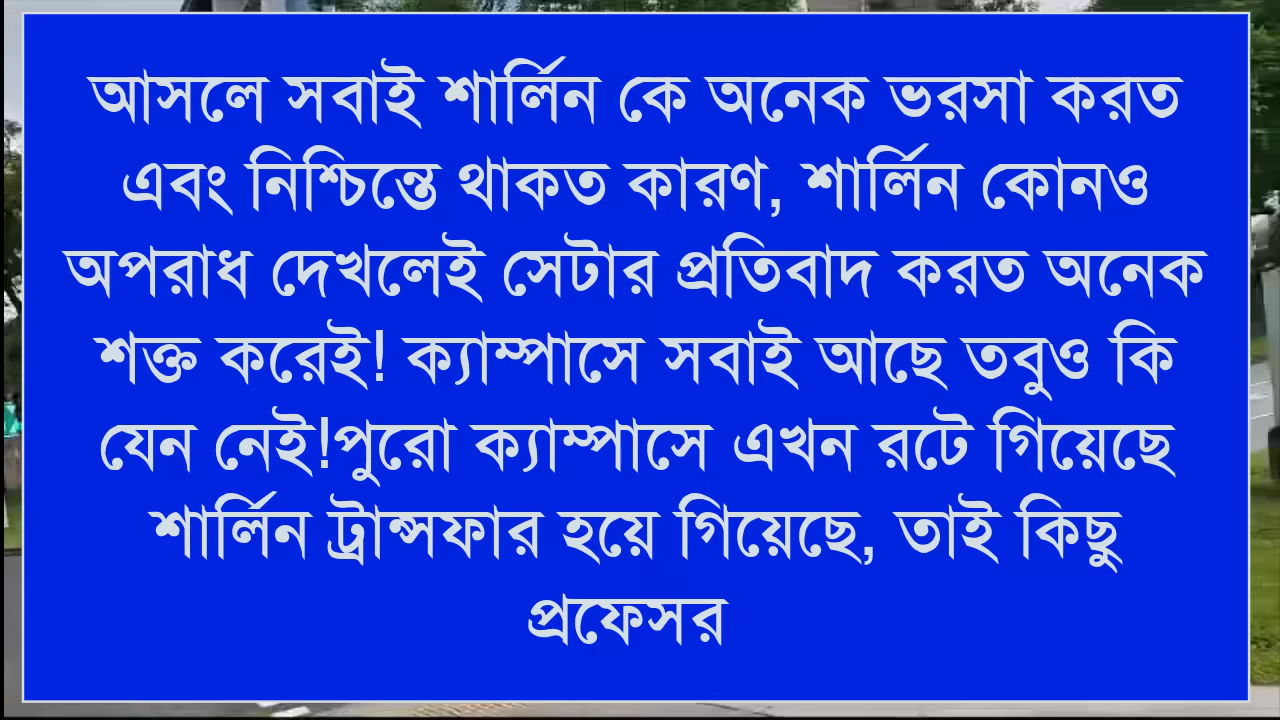 আসলে সবাই শার্লিন কে অনেক ভরসা করত
এবং নিশ্চিন্তে থাকত কারণ, শার্লিন কোনও
অপরাধ দেখলেই সেটার প্রতিবাদ করত অনেক
শক্ত করেই! ক্যাম্পাসে সবাই আছে তবুও কি
যেন নেই!পুরো ক্যাম্পাসে এখন রটে গিয়েছে
শার্লিন ট্রান্সফার হয়ে গিয়েছে, তাই কিছু
প্রফেসর